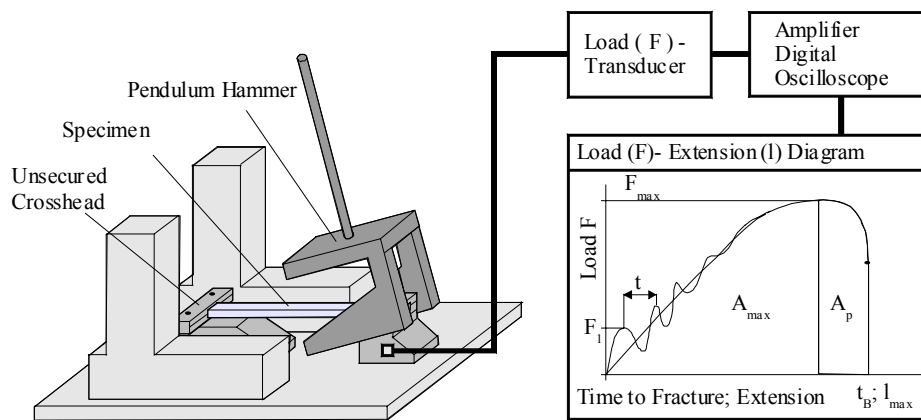 Load ( F ) -
Transducer
Amplifier
Digital
Oscilloscope
Pendulum Hammer
Specimen
Unsecured
Crosshead
Load (F)- Extension (l) Diagram
F max
Load F
t
A max
A p
F l
Time to Fracture; Extension t B ; l max